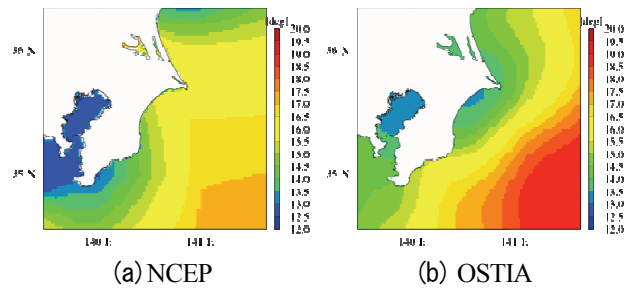 [deg]
20.0
19.5
19.0
18.5
18.0
17.5
17.0
16.5
16.0
15.5
15.0
14.5
14.0
13.5
13.0
12.5
12.0
36 N
35 N
140 E
141 E
(a) NCEP
[deg]
20.0
19.5
19.0
18.5
18.0
17.5
17.0
16.5
16.0
15.5
15.0
14.5
14.0
13.5
13.0
12.5
12.0
36 N
35 N
140 E
141 E
(b) OSTIA